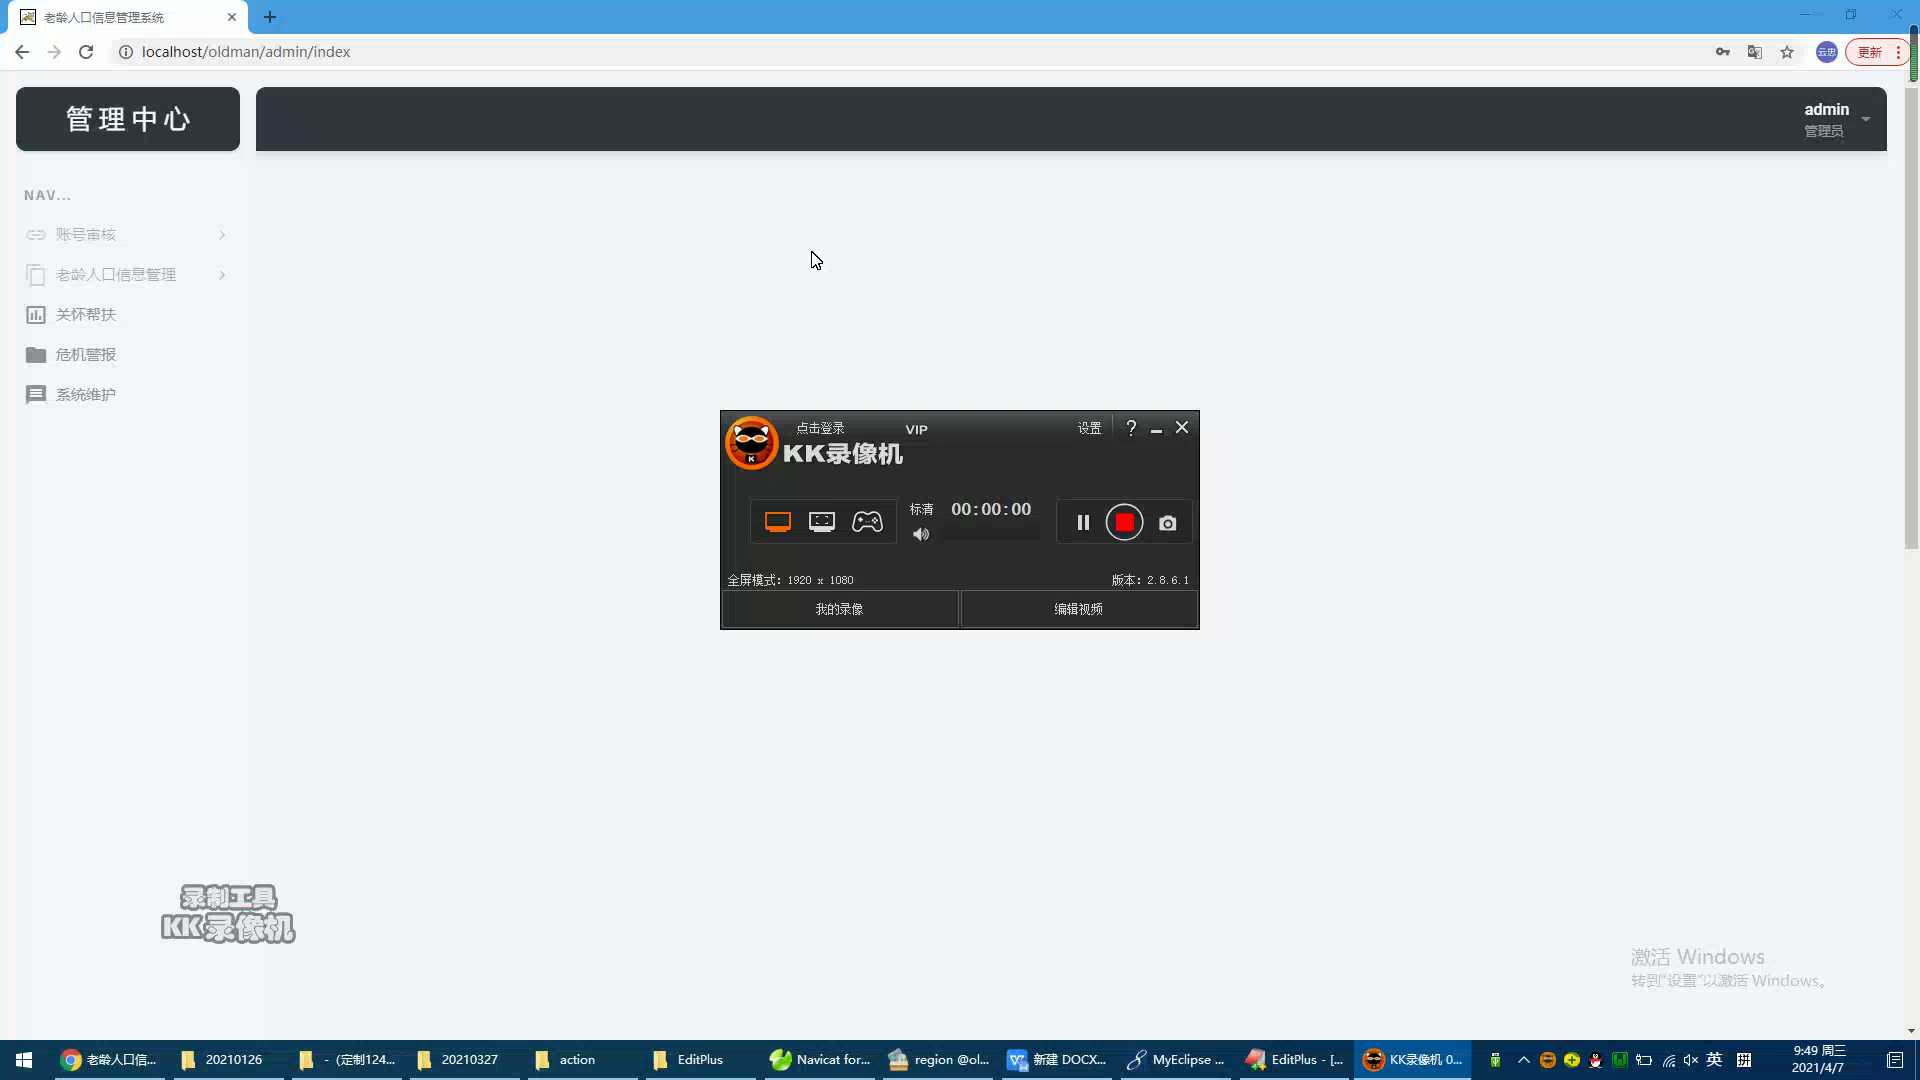 老龄人口信息管理系统
localhost/oldman/admin/index
云忠
更新
管理中心
admin
管理员
NAV...
账号审核
老龄人口信息管理
关怀帮扶
危机警报
系统维护
点击登录
VIP
设置
KK录像机
标清
00:00:00
全屏模式: 1920 x 1080
版本: 2.8.6.1
我的录像
编辑视频
录制工具
KK录像机
激活 Windows
转到"设置"以激活 Windows。
老龄人口信...
20210126
-（定制124...
20210327
action
EditPlus
Navicat for...
region @ol...
新建 DOCX...
MyEclipse ...
EditPlus - [...
KK录像机 0...
英
拼
9:49 周三
2021/4/7